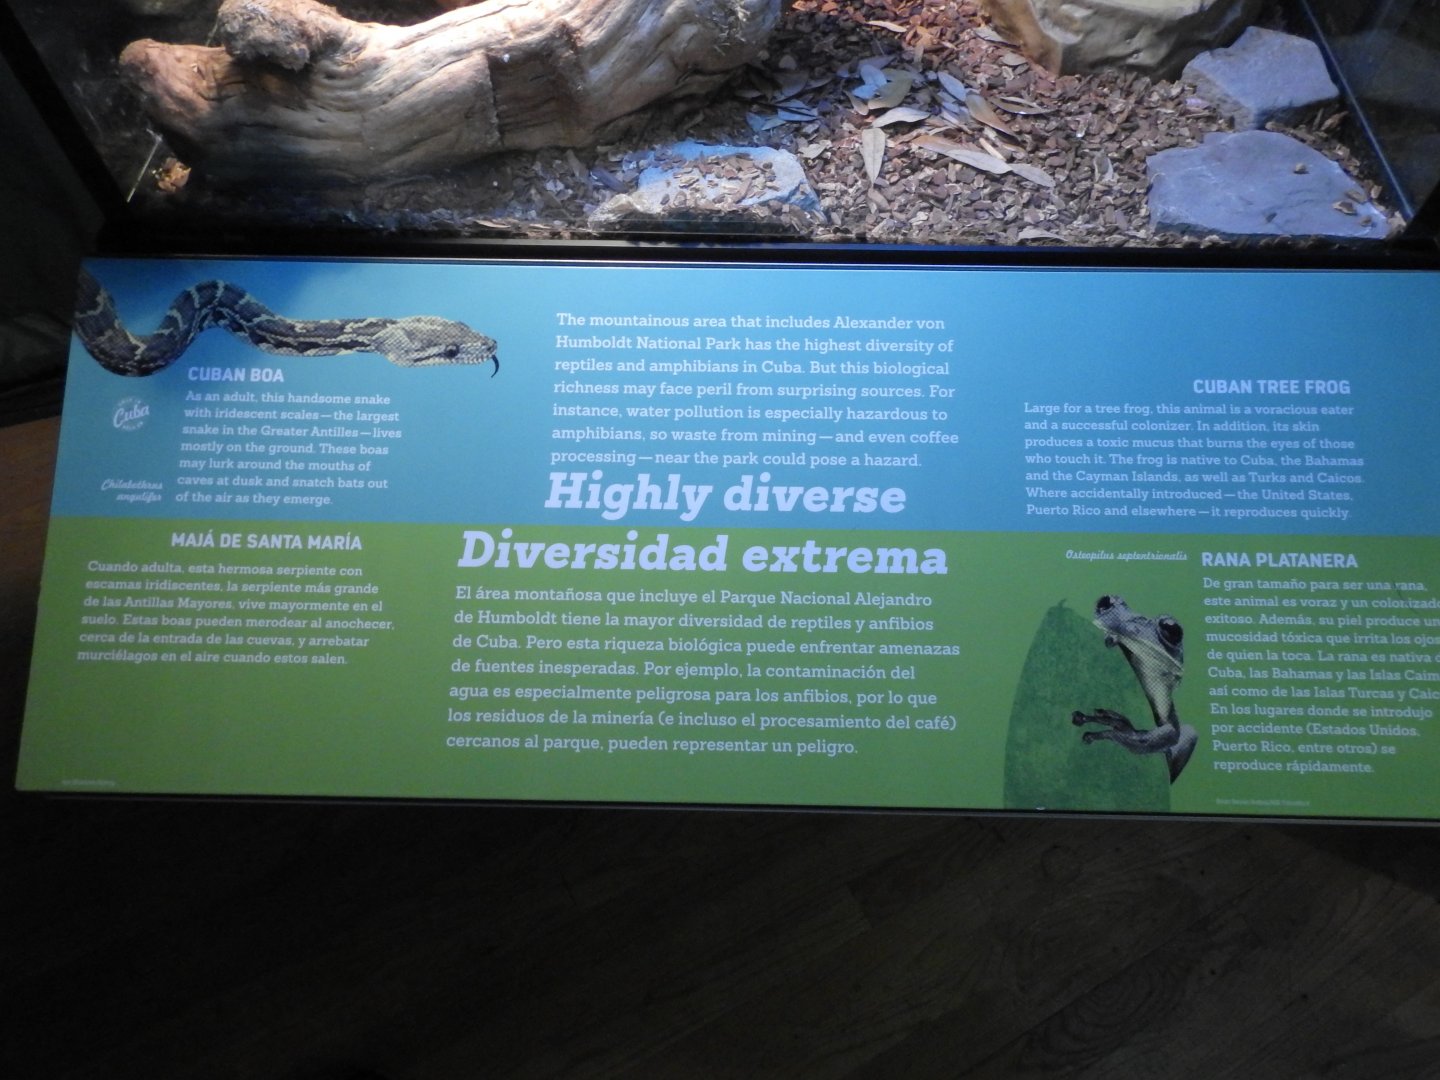 CUBAN BOA
As an adult, this handsome snake
with iridescent scales—the largest
snake in the Greater Antilles—lives
mostly on the ground. These boas
may lurk around the mouths of
caves at dusk and snatch bats out
of the air as they emerge.
Cuba
Chilabothrus
angulifer
The mountainous area that includes Alexander von
Humboldt National Park has the highest diversity of
reptiles and amphibians in Cuba. But this biological
richness may face peril from surprising sources. For
instance, water pollution is especially hazardous to
amphibians, so waste from mining—and even coffee
processing—near the park could pose a hazard.
Highly diverse
CUBAN TREE FROG
Large for a tree frog, this animal is a voracious eater
and a successful colonizer. In addition, its skin
produces a toxic mucus that burns the eyes of those
who touch it. The frog is native to Cuba, the Bahamas
and the Cayman Islands, as well as Turks and Caicos.
Where accidentally introduced—the United States,
Puerto Rico and elsewhere—it reproduces quickly.
MAJÁ DE SANTA MARÍA
Cuando adulta, esta hermosa serpiente con
escamas iridiscentes, la serpiente más grande
de las Antillas Mayores, vive mayormente en el
suelo. Estas boas pueden merodear al anochecer,
cerca de la entrada de las cuevas, y arrebatar
murciélagos en el aire cuando estos salen.
Diversidad extrema
El área montañosa que incluye el Parque Nacional Alejandro
de Humboldt tiene la mayor diversidad de reptiles y anfibios
de Cuba. Pero esta riqueza biológica puede enfrentar amenazas
de fuentes inesperadas. Por ejemplo, la contaminación del
agua es especialmente peligrosa para los anfibios, por lo que
los residuos de la minería (e incluso el procesamiento del café)
cercanos al parque, pueden representar un peligro.
Osteopilus septentrionalis
RANA PLATANERA
De gran tamaño para ser una rana,
este animal es voraz y un colonizado
exitoso. Además, su piel produce un
mucosidad tóxica que irrita los ojos
de quien la toca. La rana es nativa d
Cuba, las Bahamas y las Islas Caim
así como de las Islas Turcas y Caic
En los lugares donde se introdujo
por accidente (Estados Unidos,
Puerto Rico, entre otros) se
reproduce rápidamente.